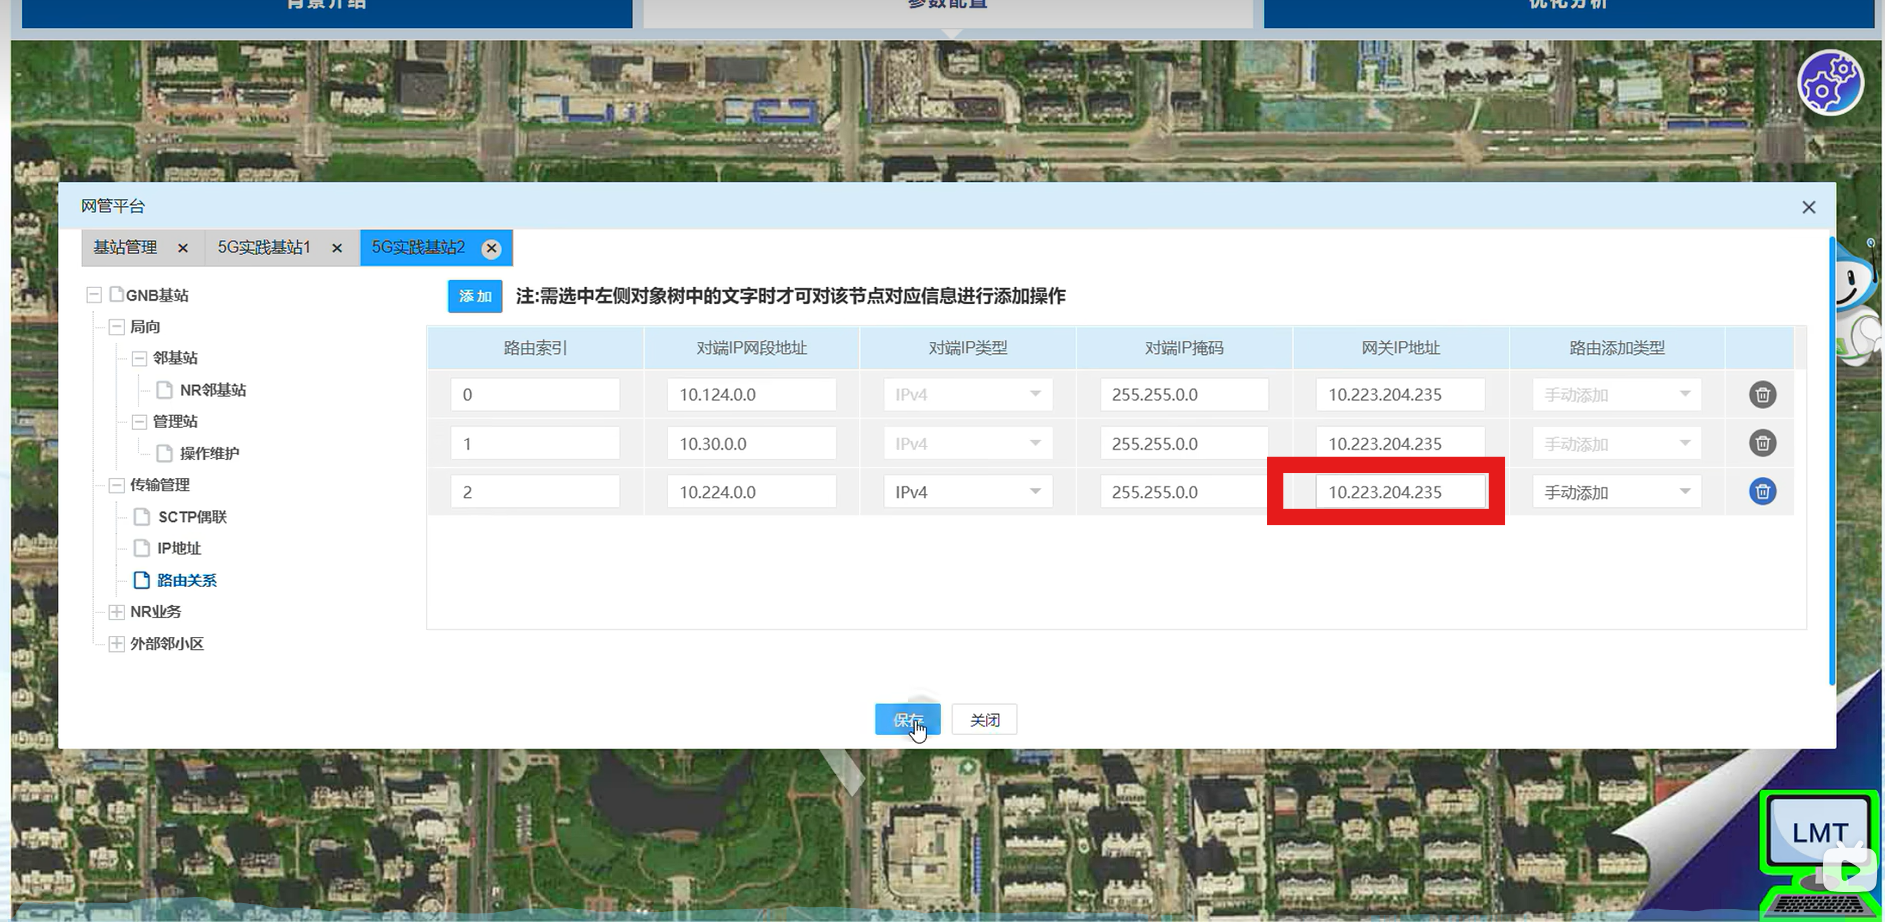 背景介绍
参数配置
优化分析
网管平台
基站管理 ×
5G实践基站1 ×
5G实践基站2 ×
GNB基站
局向
邻基站
NR邻基站
管理站
操作维护
传输管理
SCTP偶联
IP地址
路由关系
NR业务
外部邻小区
添加 注:需选中左侧对象树中的文字时才可对该节点对应信息进行添加操作
路由索引 对端IP网段地址 对端IP类型 对端IP掩码 网关IP地址 路由添加类型
0 10.124.0.0 IPv4 255.255.0.0 10.223.204.235 手动添加
1 10.30.0.0 IPv4 255.255.0.0 10.223.204.235 手动添加
2 10.224.0.0 IPv4 255.255.0.0 10.223.204.235 手动添加
保存 关闭
LMT